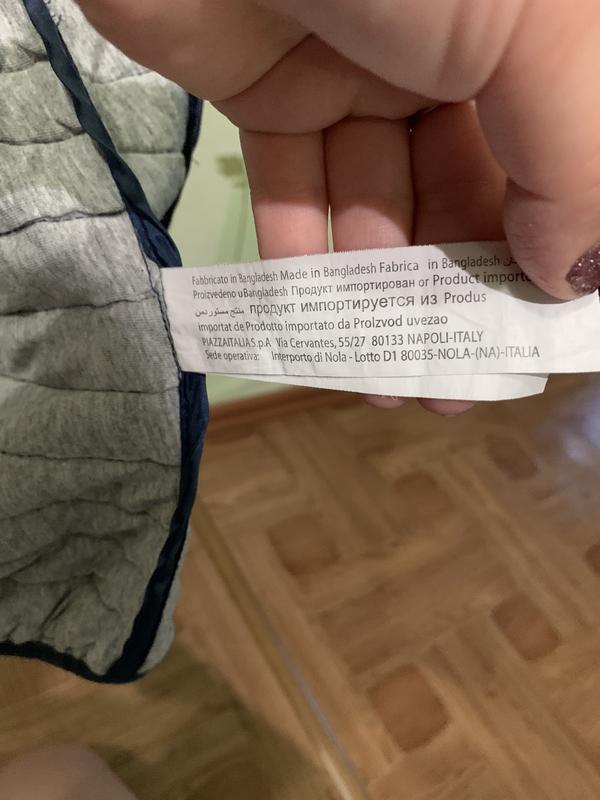 Fabbricato in Bangladesh Made in Bangladesh Fabrica in Bangladesh
Proizvedeno uBangladesh Продукт импортирован or Product importe
منتج مستورد من продукт импортируется из Produs
importat de Prodotto importato da Proizvod uvezao
PIAZZAITALIAS.p.A Via Cervantes, 55/27 80133 NAPOLI-ITALY
Sede operativa: Interporto di Nola - Lotto D1 80035-NOLA-(NA)-ITALIA